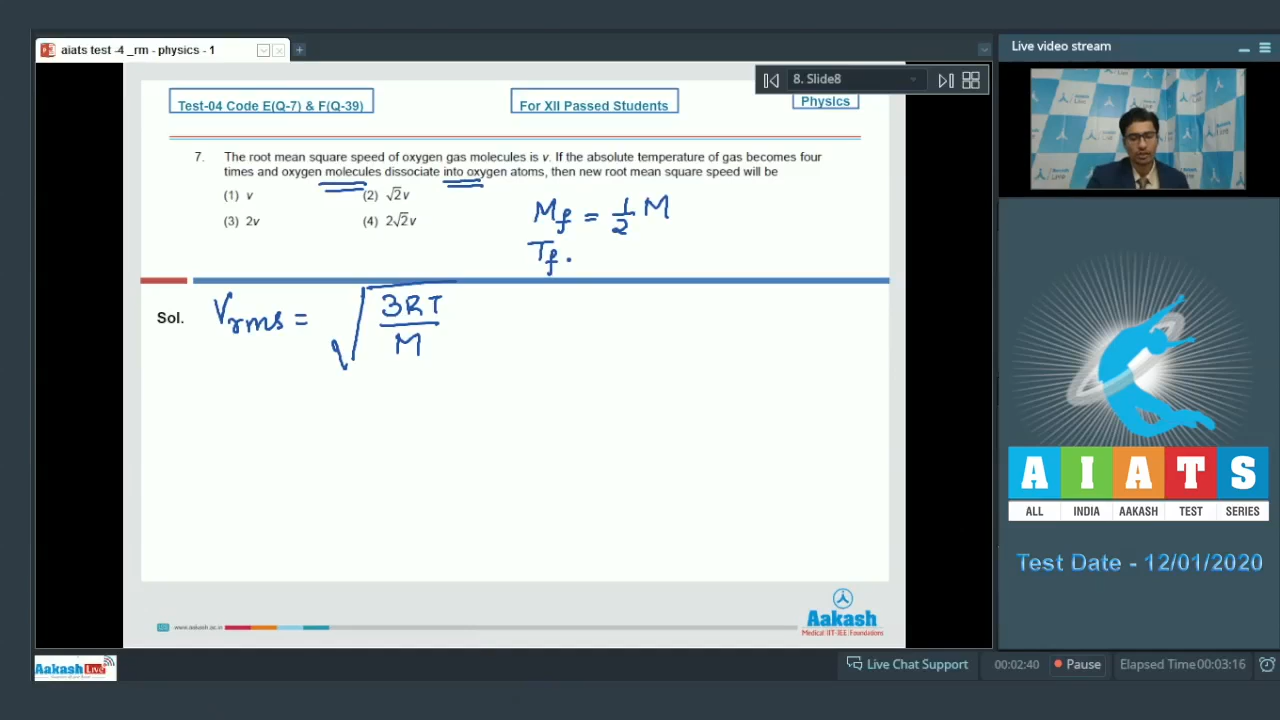 aiats test -4 _rm - physics - 1
Live video stream
8. Slide8
Test-04 Code E(Q-7) & F(Q-39)
For XII Passed Students
Physics
7. The root mean square speed of oxygen gas molecules is v. If the absolute temperature of gas becomes four
times and oxygen molecules dissociate into oxygen atoms, then new root mean square speed will be
(1) v (2) √2v
(3) 2v (4) 2√2v
Mf = 1/2 M
Tf
Sol. Vrms = √(3RT/M)
A I A T S
ALL INDIA AAKASH TEST SERIES
Test Date - 12/01/2020
www.aakash.ac.in
Aakash
Medical|IIT-JEE|Foundations
Aakash Live
Live Chat Support
00:02:40
Pause
Elapsed Time 00:03:16